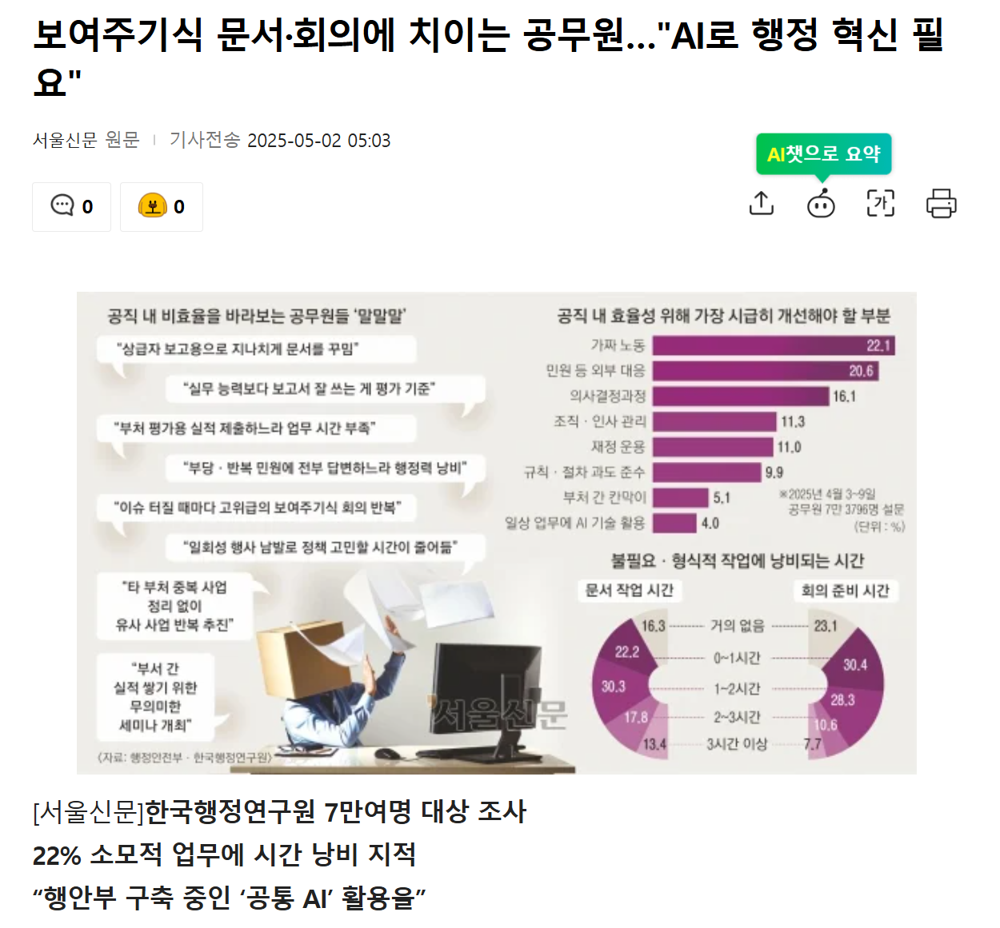 보여주기식 문서·회의에 치이는 공무원…"AI로 행정 혁신 필
요"
서울신문 원문 기사전송 2025-05-02 05:03
AI챗으로 요약
0
0
가
공직 내 비효율을 바라보는 공무원들 ‘말말말’
“상급자 보고용으로 지나치게 문서를 꾸밈”
“실무 능력보다 보고서 잘 쓰는 게 평가 기준”
“부처 평가용 실적 제출하느라 업무 시간 부족”
“부당·반복 민원에 전부 답변하느라 행정력 낭비”
“이슈 터질 때마다 고위급의 보여주기식 회의 반복”
“일회성 행사 남발로 정책 고민할 시간이 줄어듦”
“타 부처 중복 사업
정리 없이
유사 사업 반복 추진”
“부서 간
실적 쌓기 위한
무의미한
세미나 개최”
〈자료: 행정안전부·한국행정연구원〉
서울신문
공직 내 효율성 위해 가장 시급히 개선해야 할 부분
가짜 노동 22.1
민원 등 외부 대응 20.6
의사결정과정 16.1
조직·인사 관리 11.3
재정 운용 11.0
규칙·절차 과도 준수 9.9
부처 간 칸막이 5.1
일상 업무에 AI 기술 활용 4.0
※2025년 4월 3~9일
공무원 7만 3796명 설문
(단위:%)
불필요·형식적 작업에 낭비되는 시간
문서 작업 시간 회의 준비 시간
16.3 거의 없음 23.1
22.2 0~1시간 30.4
30.3 1~2시간 28.3
17.8 2~3시간 10.6
13.4 3시간 이상 7.7
[서울신문]한국행정연구원 7만여명 대상 조사
22% 소모적 업무에 시간 낭비 지적
“행안부 구축 중인 ‘공통 AI’ 활용을”